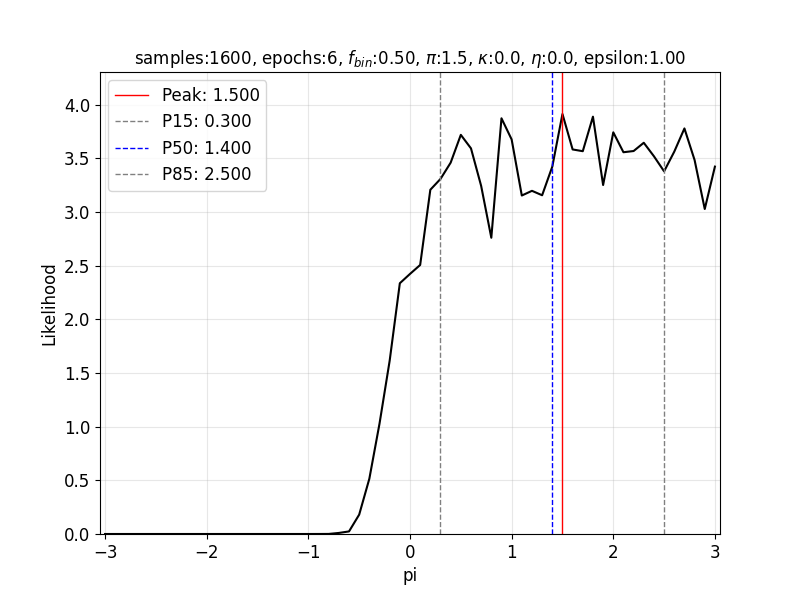 samples:1600, epochs:6, f_bin:0.50, π:1.5, κ:0.0, η:0.0, epsilon:1.00
Peak: 1.500
P15: 0.300
P50: 1.400
P85: 2.500
4.0
3.5
3.0
2.5
2.0
1.5
1.0
0.5
0.0
Likelihood
−3 −2 −1 0 1 2 3
pi